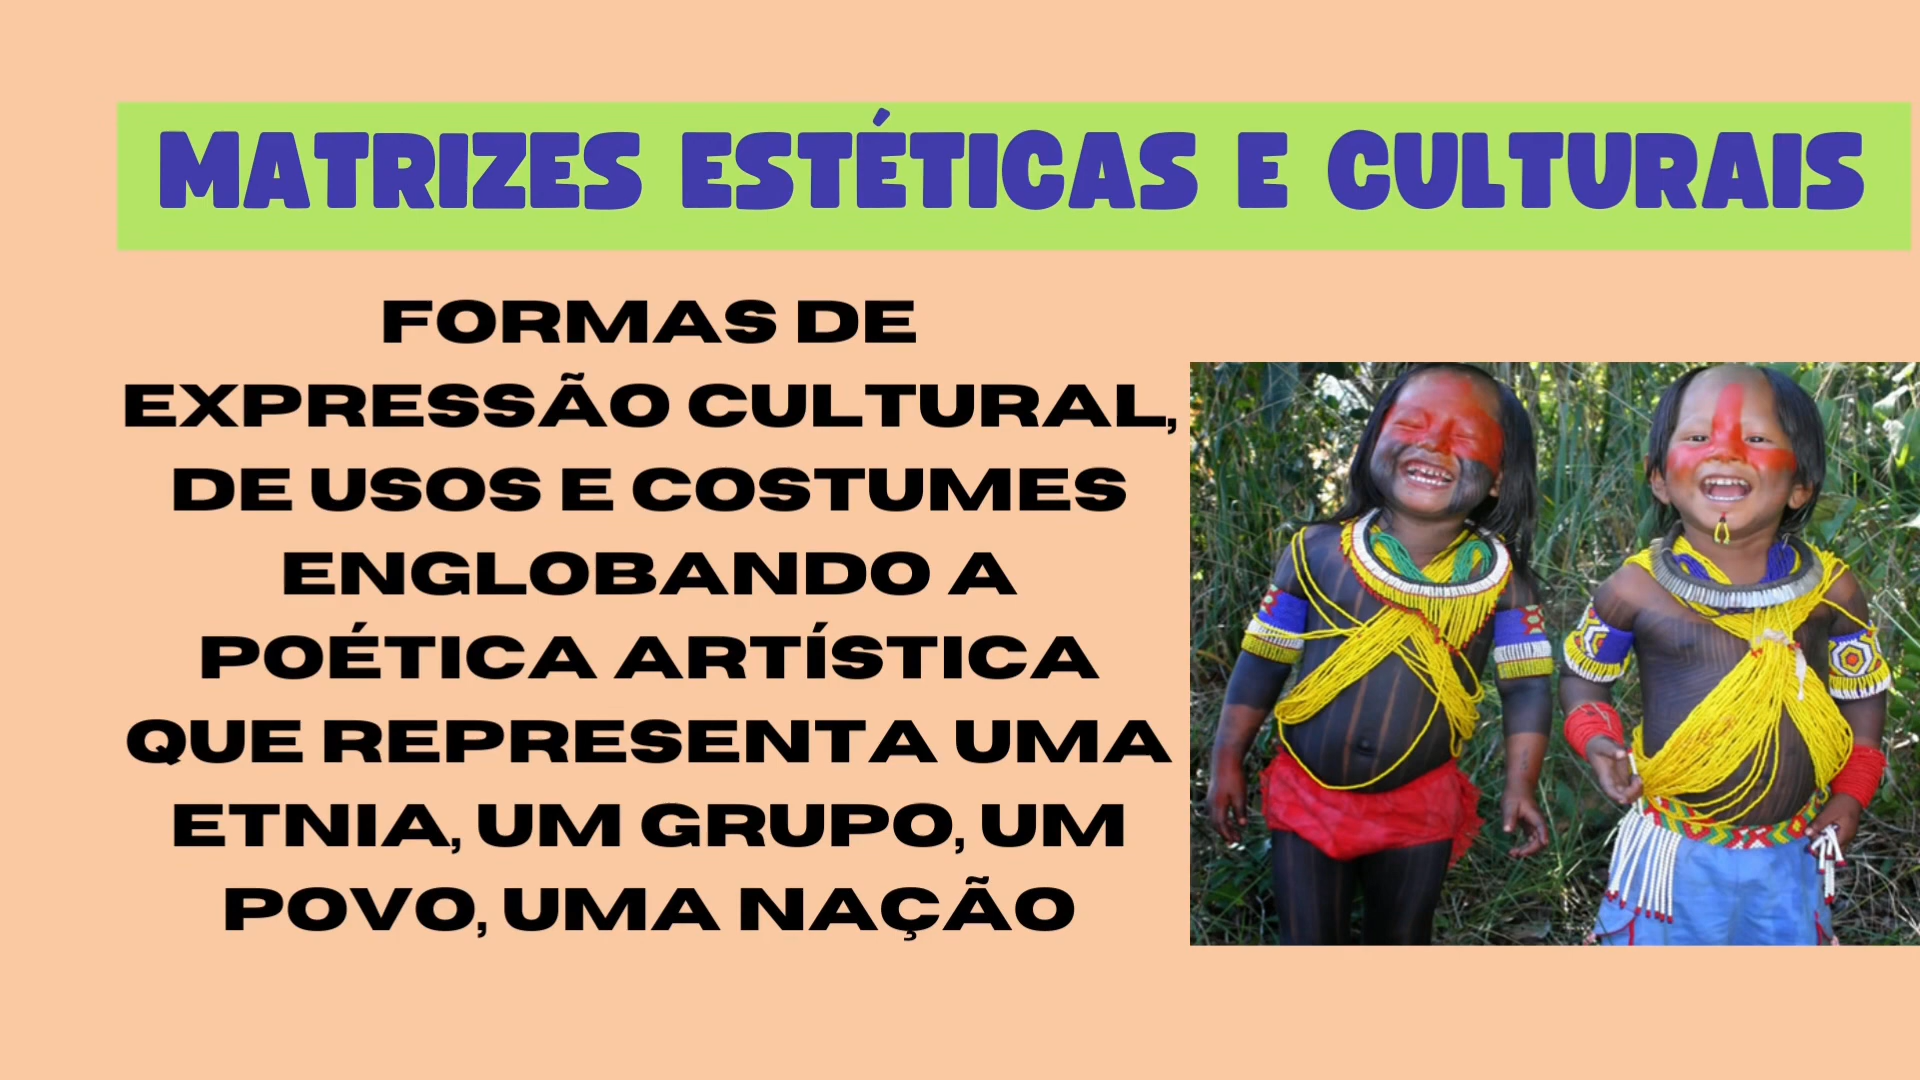 MATRIZES ESTÉTICAS E CULTURAIS
FORMAS DE
EXPRESSÃO CULTURAL,
DE USOS E COSTUMES
ENGLOBANDO A
POÉTICA ARTÍSTICA
QUE REPRESENTA UMA
ETNIA, UM GRUPO, UM
POVO, UMA NAÇÃO